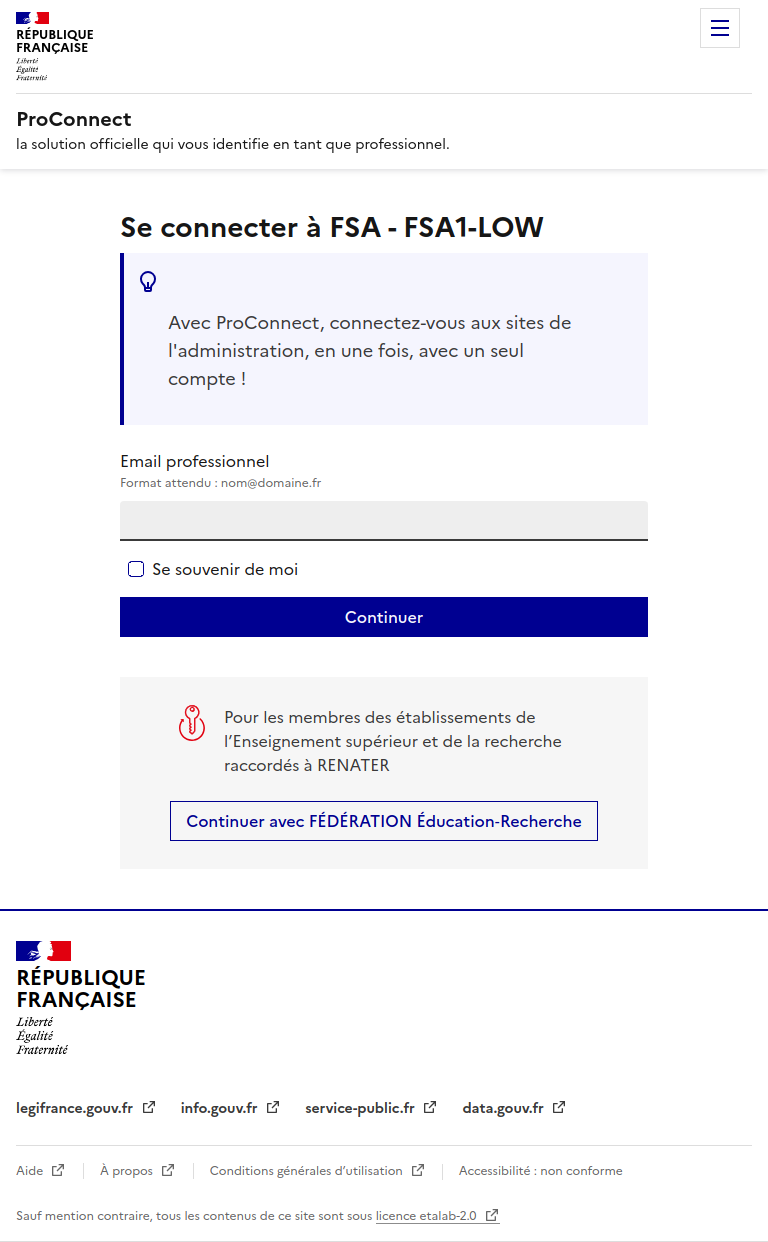 RÉPUBLIQUE
FRANÇAISE
Liberté
Égalité
Fraternité
ProConnect
la solution officielle qui vous identifie en tant que professionnel.
Se connecter à FSA - FSA1-LOW
Avec ProConnect, connectez-vous aux sites de
l'administration, en une fois, avec un seul
compte !
Email professionnel
Format attendu : nom@domaine.fr
Se souvenir de moi
Continuer
Pour les membres des établissements de
l’Enseignement supérieur et de la recherche
raccordés à RENATER
Continuer avec FÉDÉRATION Éducation-Recherche
RÉPUBLIQUE
FRANÇAISE
Liberté
Égalité
Fraternité
legifrance.gouv.fr info.gouv.fr service-public.fr data.gouv.fr
Aide À propos Conditions générales d’utilisation Accessibilité : non conforme
Sauf mention contraire, tous les contenus de ce site sont sous licence etalab-2.0